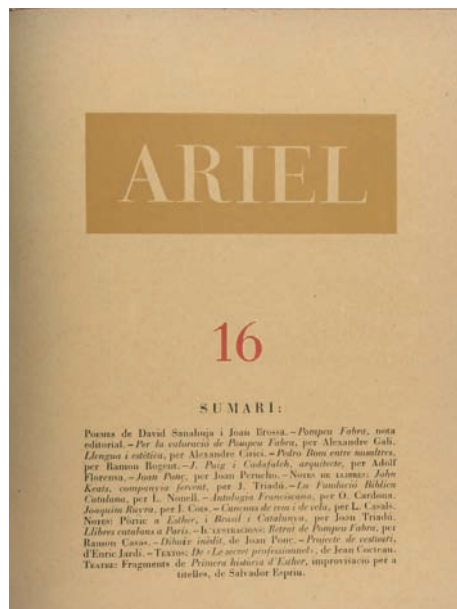 ARIEL
16
SUMARI:
Poemes de David Sanahuja i Joan Brossa. – Pompeu Fabra, nota
editorial. – Per la valoració de Pompeu Fabra, per Alexandre Galí.
Llengua i estètica, per Alexandre Cirici. – Pedro Bom entre nosaltres,
per Ramon Rogent. – J. Puig i Cadafalch, arquitecte, per Adolf
Florensa. – Joan Ponç, per Joan Perucho. – Notes de llibres: John
Keats, companyó fervent, per J. Triadú. – La Fundació Bíblica
Catalana, per L. Nonell. – Antologia Franciscana, per O. Cardona.
Joaquim Ruyra, per J. Cors. – Cançons de rem i de vela, per L. Casals.
Notes: Pòrtic a Esther, i Brasil i Catalunya, per Joan Triadú.
Llibres catalans a París. – Il·lustracions: Retrat de Pompeu Fabra, per
Ramon Casas. – Dibuix inèdit, de Joan Ponç. – Projecte de vestuari,
d'Enric Jardí. – Textos: De «Le secret professionnel», de Jean Cocteau.
Teatre: Fragments de Primera història d'Esther, improvisació per a
titelles, de Salvador Espriu.